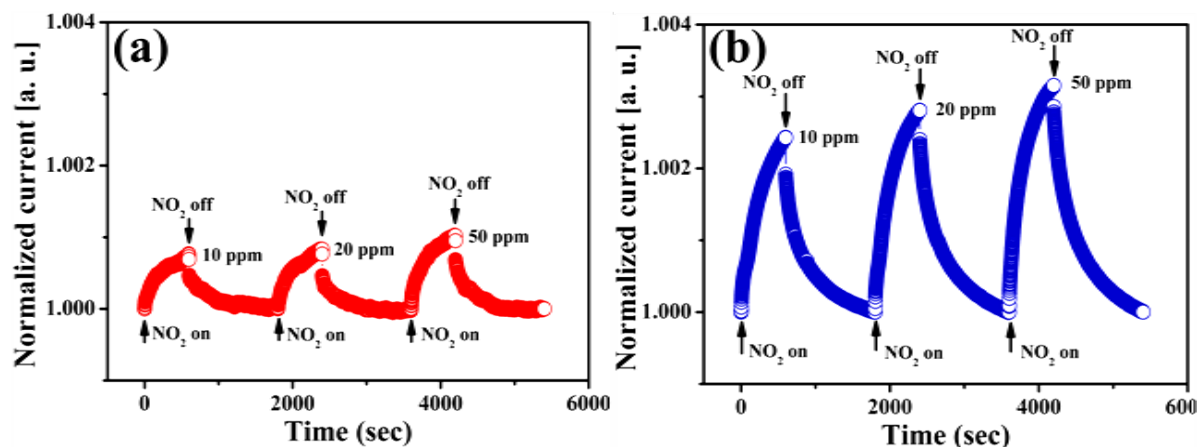 (a)
1.004
1.002
1.000
Normalized current [a. u.]
NO2 off
10 ppm
NO2 on
NO2 off
20 ppm
NO2 on
NO2 off
50 ppm
NO2 on
0
2000
4000
6000
Time (sec)
(b)
1.004
1.002
1.000
Normalized current [a. u.]
NO2 off
10 ppm
NO2 on
NO2 off
20 ppm
NO2 on
NO2 off
50 ppm
NO2 on
0
2000
4000
600
Time (sec)